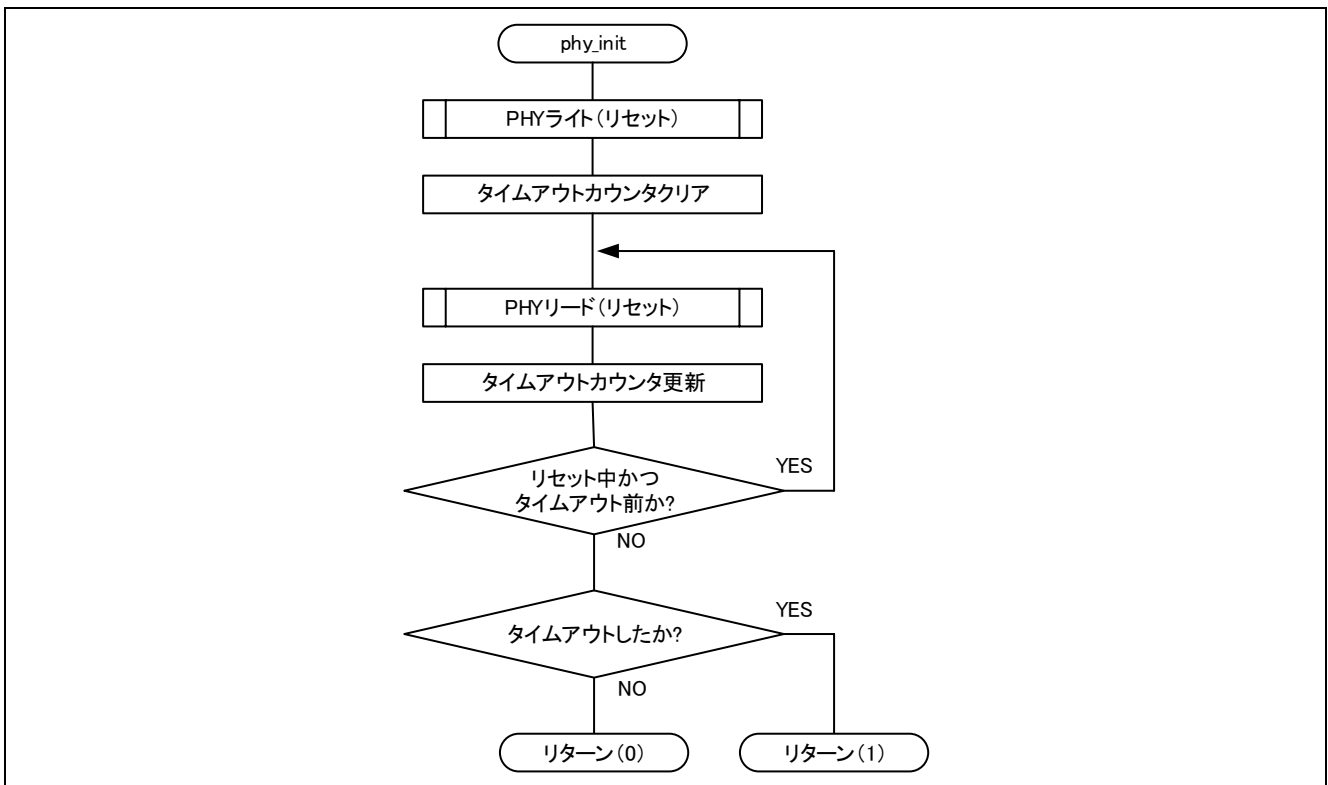 phy_init
PHYライト(リセット)
タイムアウトカウンタクリア
PHYリード(リセット)
タイムアウトカウンタ更新
リセット中かつ
タイムアウト前か?
YES
NO
タイムアウトしたか?
YES
NO
リターン(0)
リターン(1)